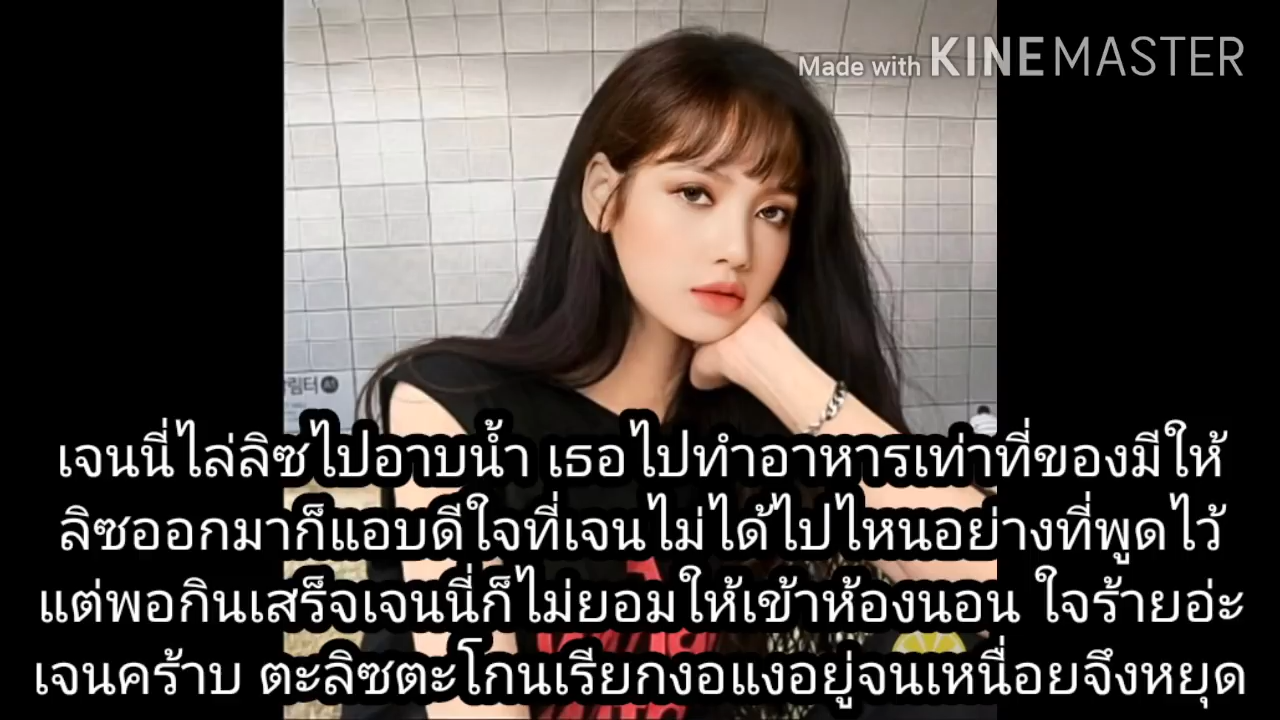 Made with KINEMASTER
림터 A1
เจนนี่ไล่ลิซไปอาบน้ำ เธอไปทำอาหารเท่าที่ของมีให้
ลิซออกมาก็แอบดีใจที่เจนไม่ได้ไปไหนอย่างที่พูดไว้
แต่พอกินเสร็จเจนนี่ก็ไม่ยอมให้เข้าห้องนอน ใจร้ายอ่ะ
เจนคร้าบ ตะลิซตะโกนเรียกงอแงอยู่จนเหนื่อยจึงหยุด